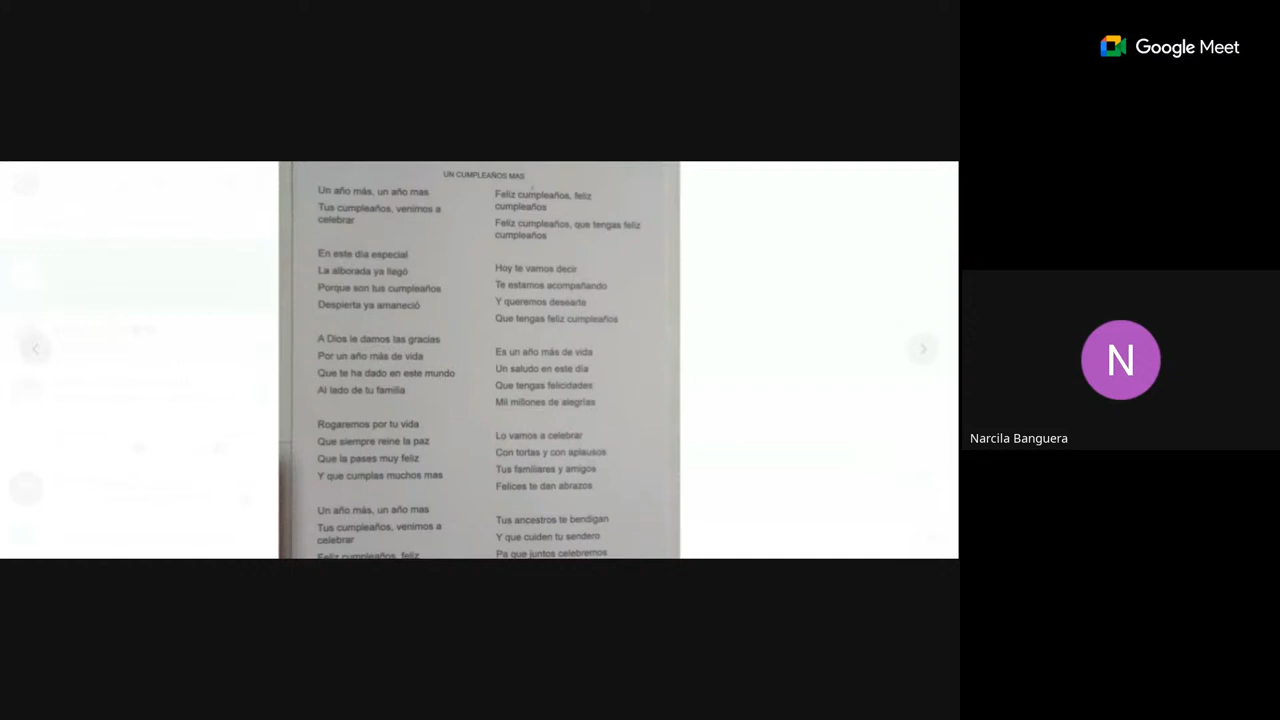 Google Meet
UN CUMPLEAÑOS MAS
Un año más, un año mas
Tus cumpleaños, venimos a
celebrar
En este día especial
La alborada ya llegó
Porque son tus cumpleaños
Despierta ya amaneció
A Dios le damos las gracias
Por un año más de vida
Que te ha dado en este mundo
Al lado de tu familia
Rogaremos por tu vida
Que siempre reine la paz
Que la pases muy feliz
Y que cumplas muchos mas
Un año más, un año mas
Tus cumpleaños, venimos a
celebrar
Feliz cumpleaños, feliz
Feliz cumpleaños, feliz
cumpleaños
Feliz cumpleaños, que tengas feliz
cumpleaños
Hoy te vamos decir
Te estamos acompañando
Y queremos desearte
Que tengas feliz cumpleaños
Es un año más de vida
Un saludo en este día
Que tengas felicidades
Mil millones de alegrías
Lo vamos a celebrar
Con tortas y con aplausos
Tus familiares y amigos
Felices te dan abrazos
Tus ancestros te bendigan
Y que cuiden tu sendero
Pa que juntos celebremos
N
Narcila Banguera